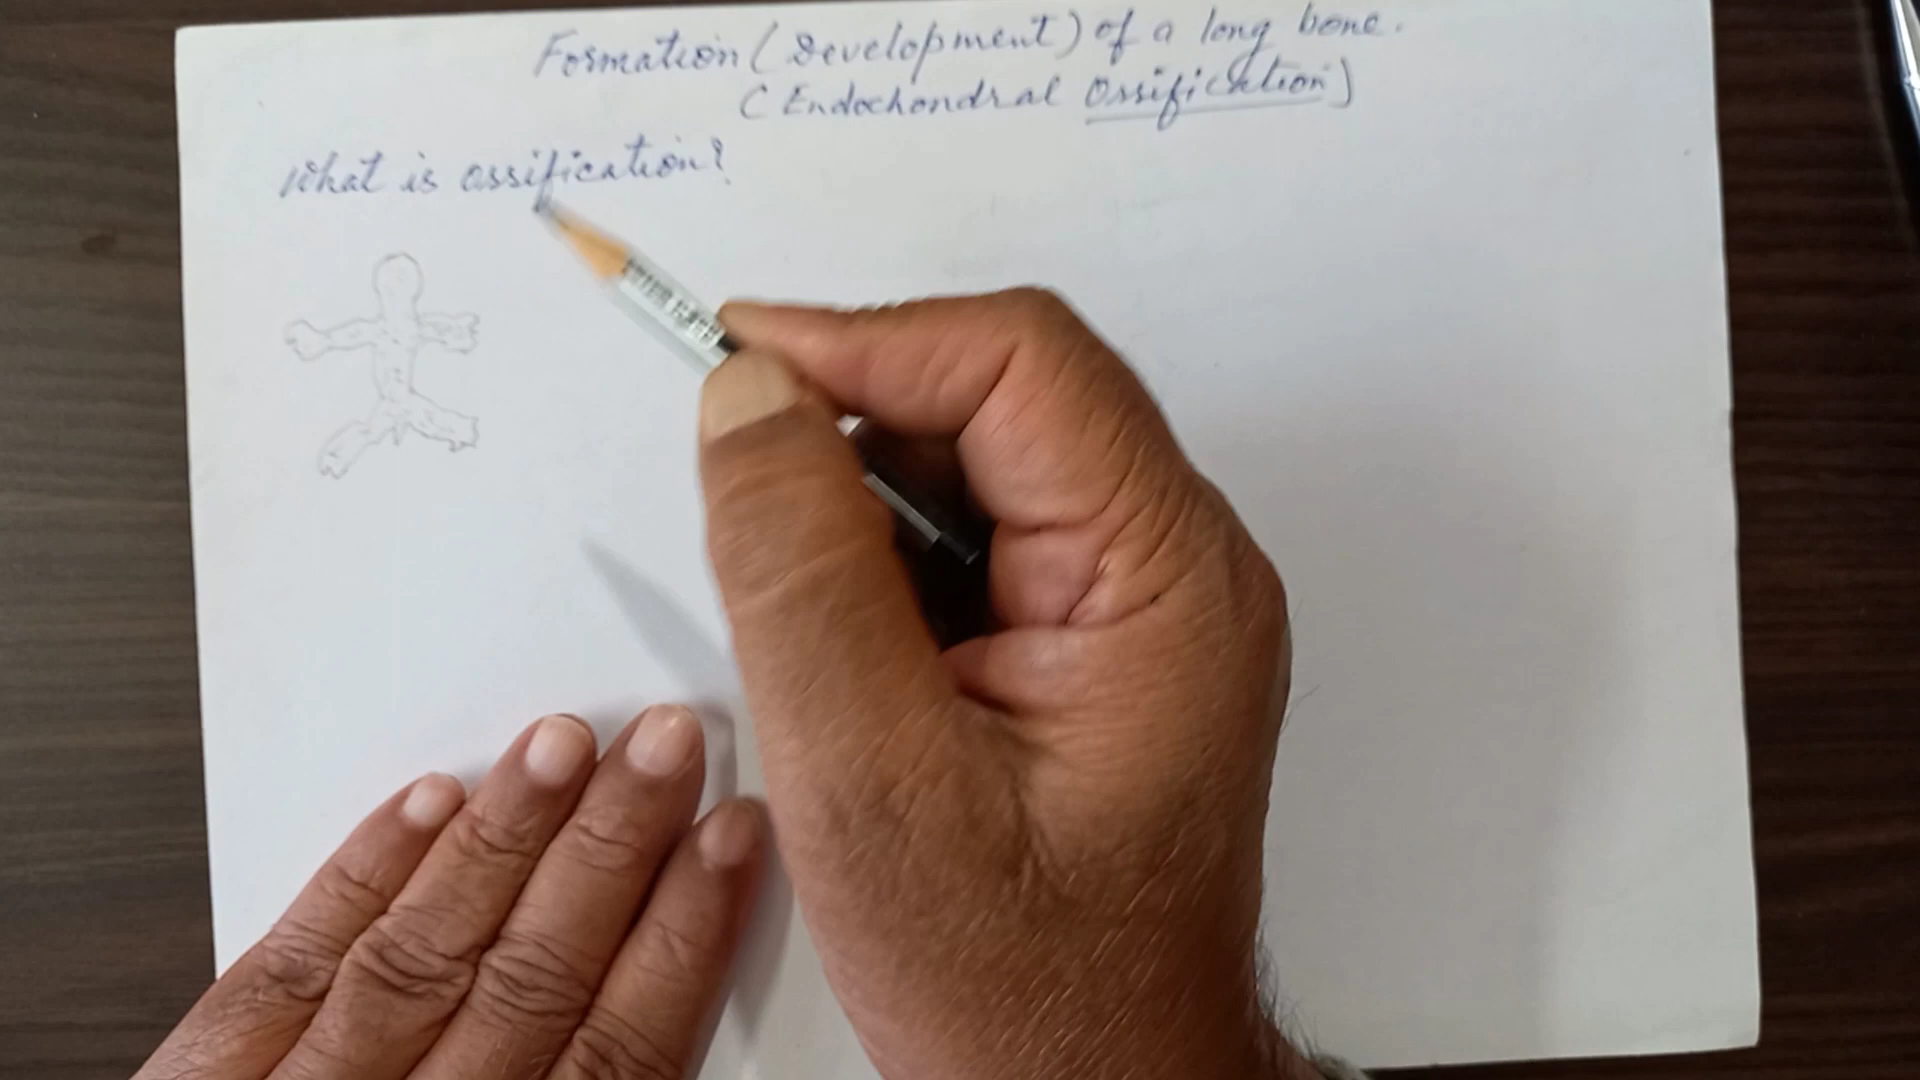 Formation (Development) of a long bone.
(Endochondral Ossification)
What is ossification?